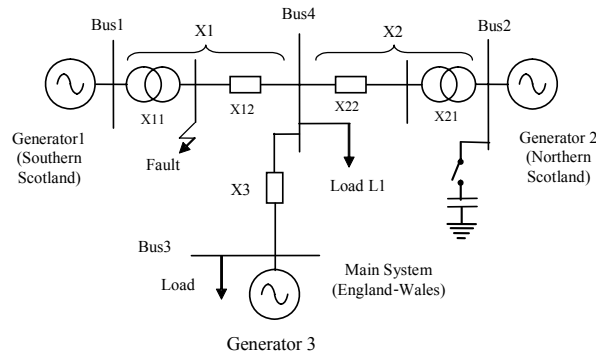 Bus1
X1
Bus4
X2
Bus2
X11
X12
X22
X21
Generator1
(Southern
Scotland)
Fault
Load L1
Generator 2
(Northern
Scotland)
X3
Bus3
Load
Main System
(England-Wales)
Generator 3